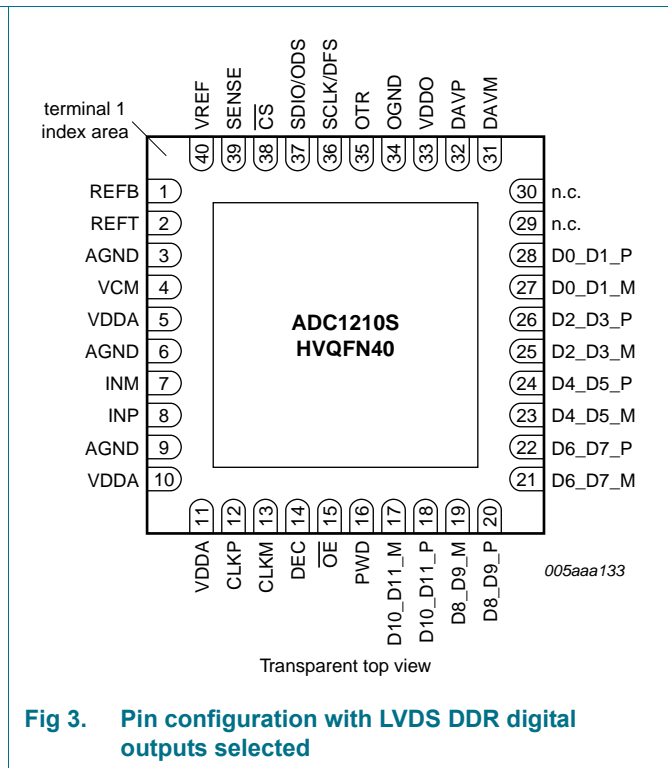 terminal 1
index area
VREF
SENSE
CS
SDIO/ODS
SCLK/DFS
OTR
OGND
VDDO
DAVP
DAVM
40
39
38
37
36
35
34
33
32
31
REFB 1
REFT 2
AGND 3
VCM 4
VDDA 5
AGND 6
INM 7
INP 8
AGND 9
VDDA 10
ADC1210S
HVQFN40
30 n.c.
29 n.c.
28 D0_D1_P
27 D0_D1_M
26 D2_D3_P
25 D2_D3_M
24 D4_D5_P
23 D4_D5_M
22 D6_D7_P
21 D6_D7_M
11
12
13
14
15
16
17
18
19
20
VDDA
CLKP
CLKM
DEC
OE
PWD
D10_D11_M
D10_D11_P
D8_D9_M
D8_D9_P
005aaa133
Transparent top view
Fig 3. Pin configuration with LVDS DDR digital
outputs selected